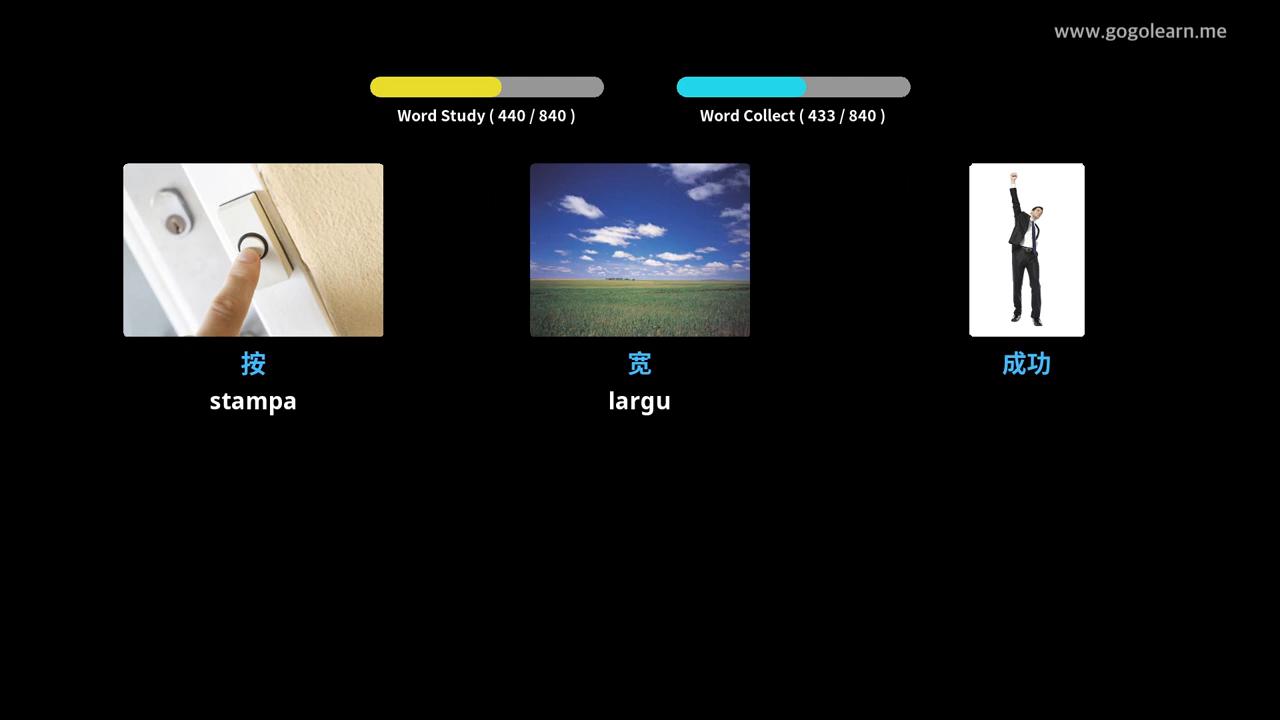 www.gogolearn.me
Word Study ( 440 / 840 )
Word Collect ( 433 / 840 )
按
stampa
宽
largu
成功